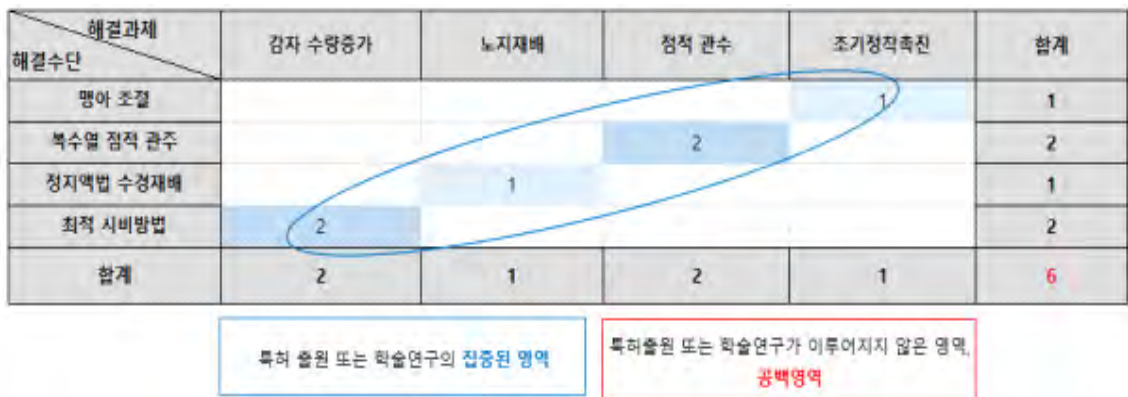 해결과제
해결수단
감자 수량증가 노지재배 점적 관수 조기정착촉진 합계
맹아 조절 1 1
복수열 점적 관주 2 2
정지액법 수경재배 1 1
최적 시비방법 2 2
합계 2 1 2 1 6
특허 출원 또는 학술연구의 집중된 영역
특허출원 또는 학술연구가 이루어지지 않은 영역,
공백영역